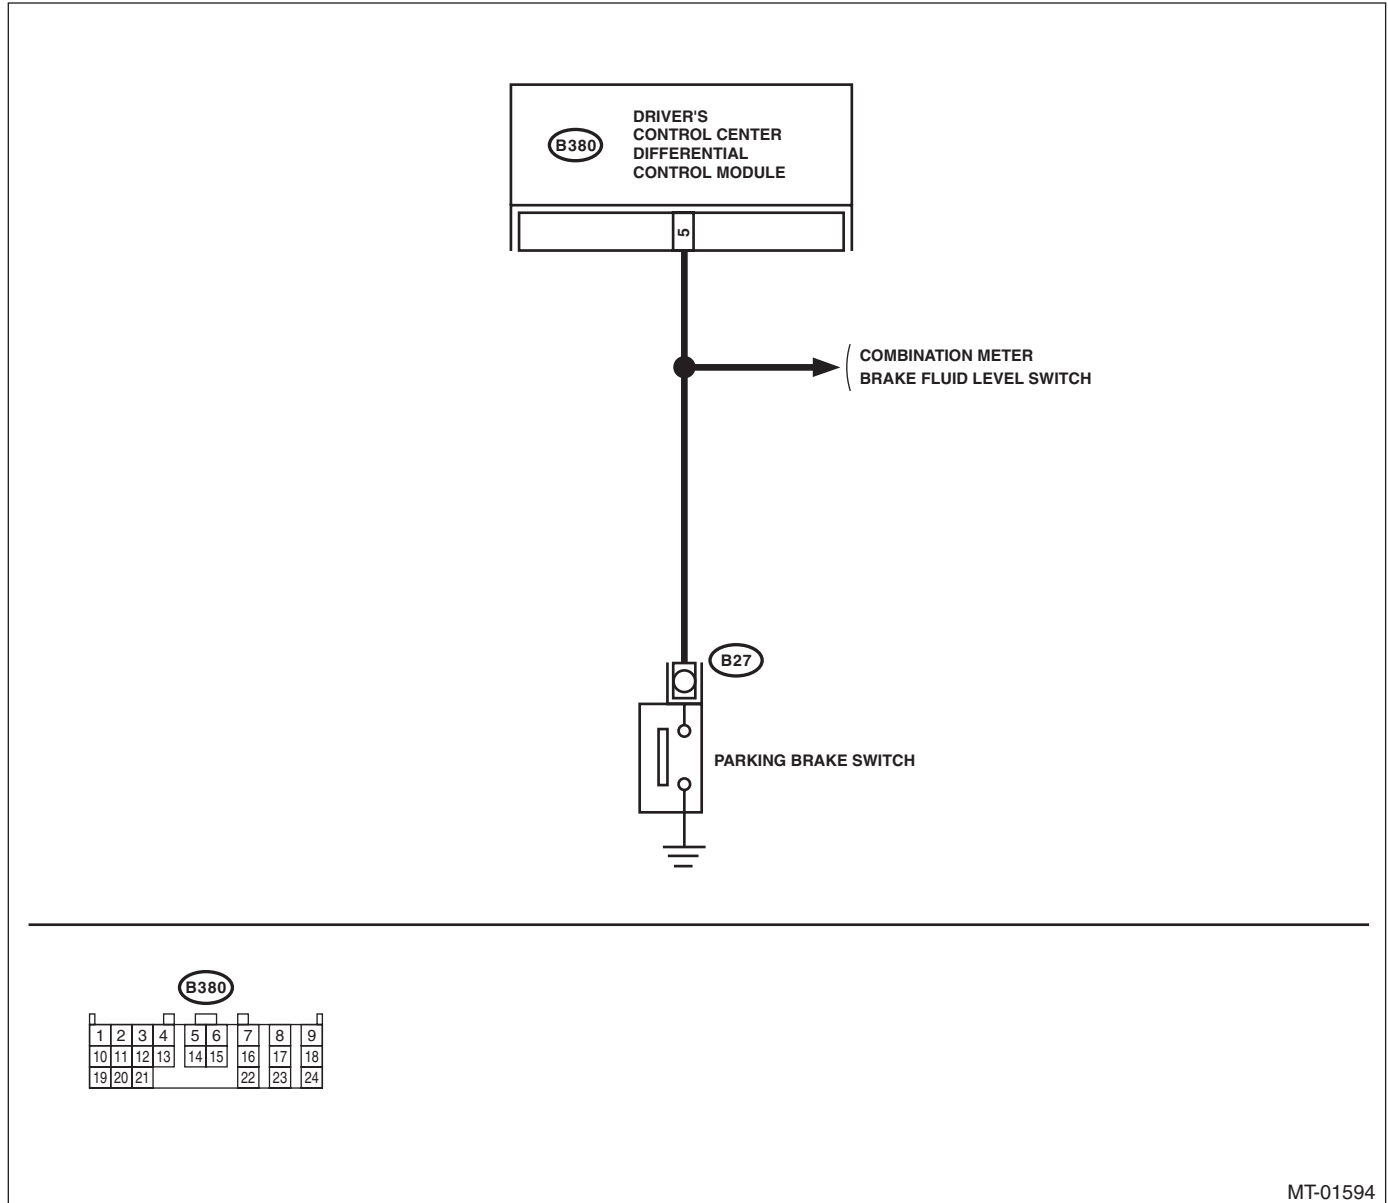 B380
DRIVER'S
CONTROL CENTER
DIFFERENTIAL
CONTROL MODULE
5
COMBINATION METER
BRAKE FLUID LEVEL SWITCH
B27
PARKING BRAKE SWITCH
B380
1 2 3 4 5 6 7 8 9
10 11 12 13 14 15 16 17 18
19 20 21 22 23 24
MT-01594